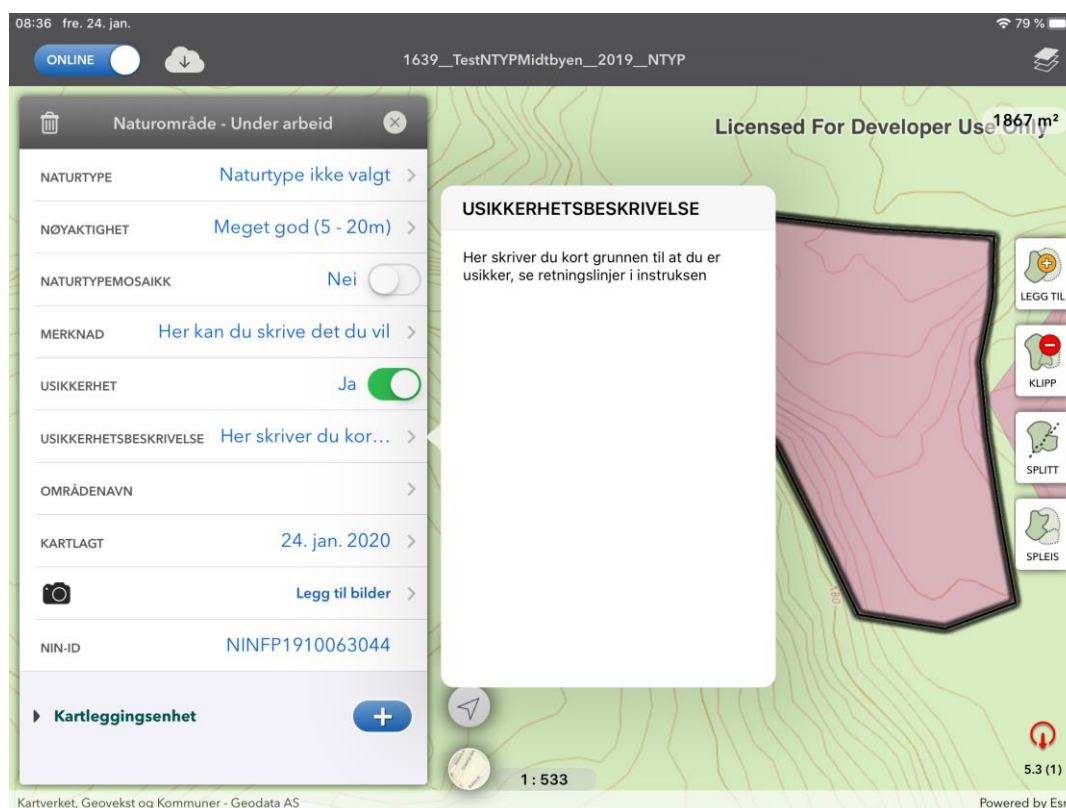 08:36 fre. 24. jan.
79 %
ONLINE
1639__TestNTYPMidtbyen__2019__NTYP
Naturområde - Under arbeid
Licensed For Developer Use Only
1867 m²
NATURTYPE Naturtype ikke valgt
NØYAKTIGHET Meget god (5 - 20m)
NATURTYPEMOSAIKK Nei
MERKNAD Her kan du skrive det du vil
USIKKERHET Ja
USIKKERHETSBESKRIVELSE Her skriver du kor...
OMRÅDENAVN
KARTLAGT 24. jan. 2020
Legg til bilder
NIN-ID NINFP1910063044
Kartleggingsenhet
USIKKERHETSBESKRIVELSE
Her skriver du kort grunnen til at du er
usikker, se retningslinjer i instruksen
LEGG TIL
KLIPP
SPLITT
SPLEIS
180
5.3 (1)
1 : 533
Kartverket, Geovekst og Kommuner - Geodata AS
Powered by Esr